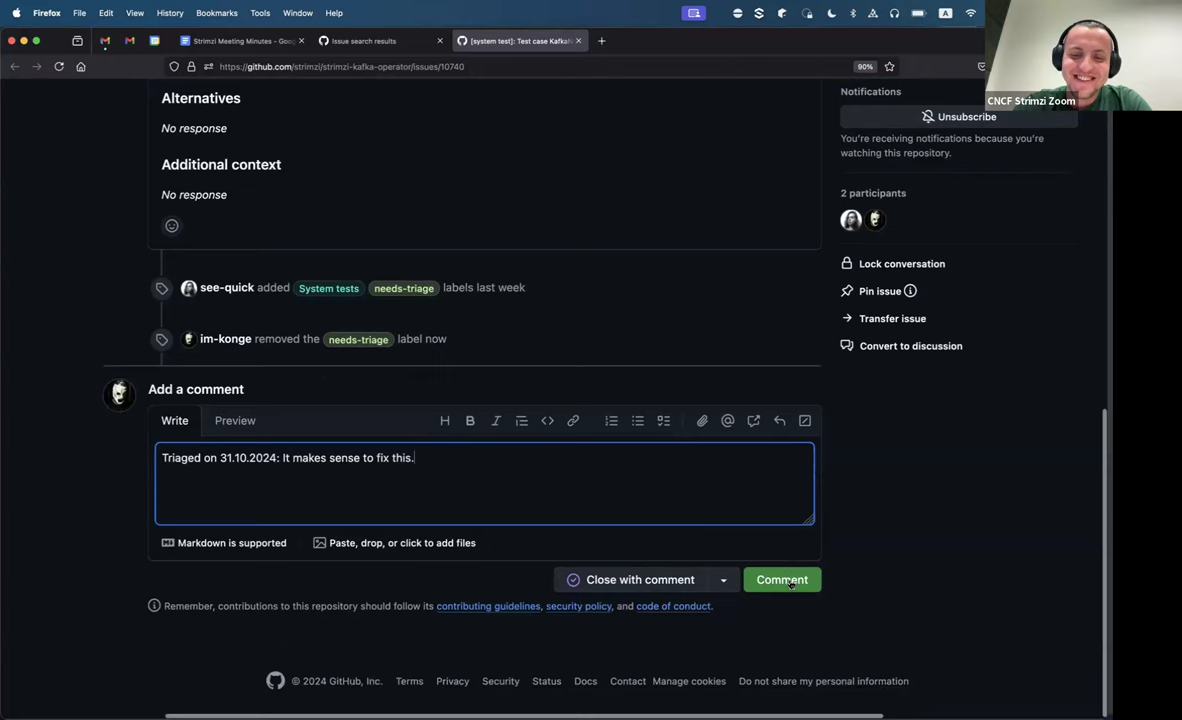 Firefox File Edit View History Bookmarks Tools Window Help
A
Strimzi Meeting Minutes - Goo
Issue search results
[system test]: Test case Kafka
https://github.com/strimzi/strimzi-kafka-operator/issues/10740
90%
CNCF Strimzi Zoom
Alternatives
No response
Additional context
No response
see-quick added System tests needs-triage labels last week
im-konge removed the needs-triage label now
Add a comment
Write Preview
Triaged on 31.10.2024: It makes sense to fix this.
Markdown is supported
Paste, drop, or click to add files
Close with comment
Comment
Remember, contributions to this repository should follow its contributing guidelines, security policy, and code of conduct.
Notifications
Unsubscribe
You're receiving notifications because you're
watching this repository.
2 participants
Lock conversation
Pin issue
Transfer issue
Convert to discussion
© 2024 GitHub, Inc. Terms Privacy Security Status Docs Contact Manage cookies Do not share my personal information